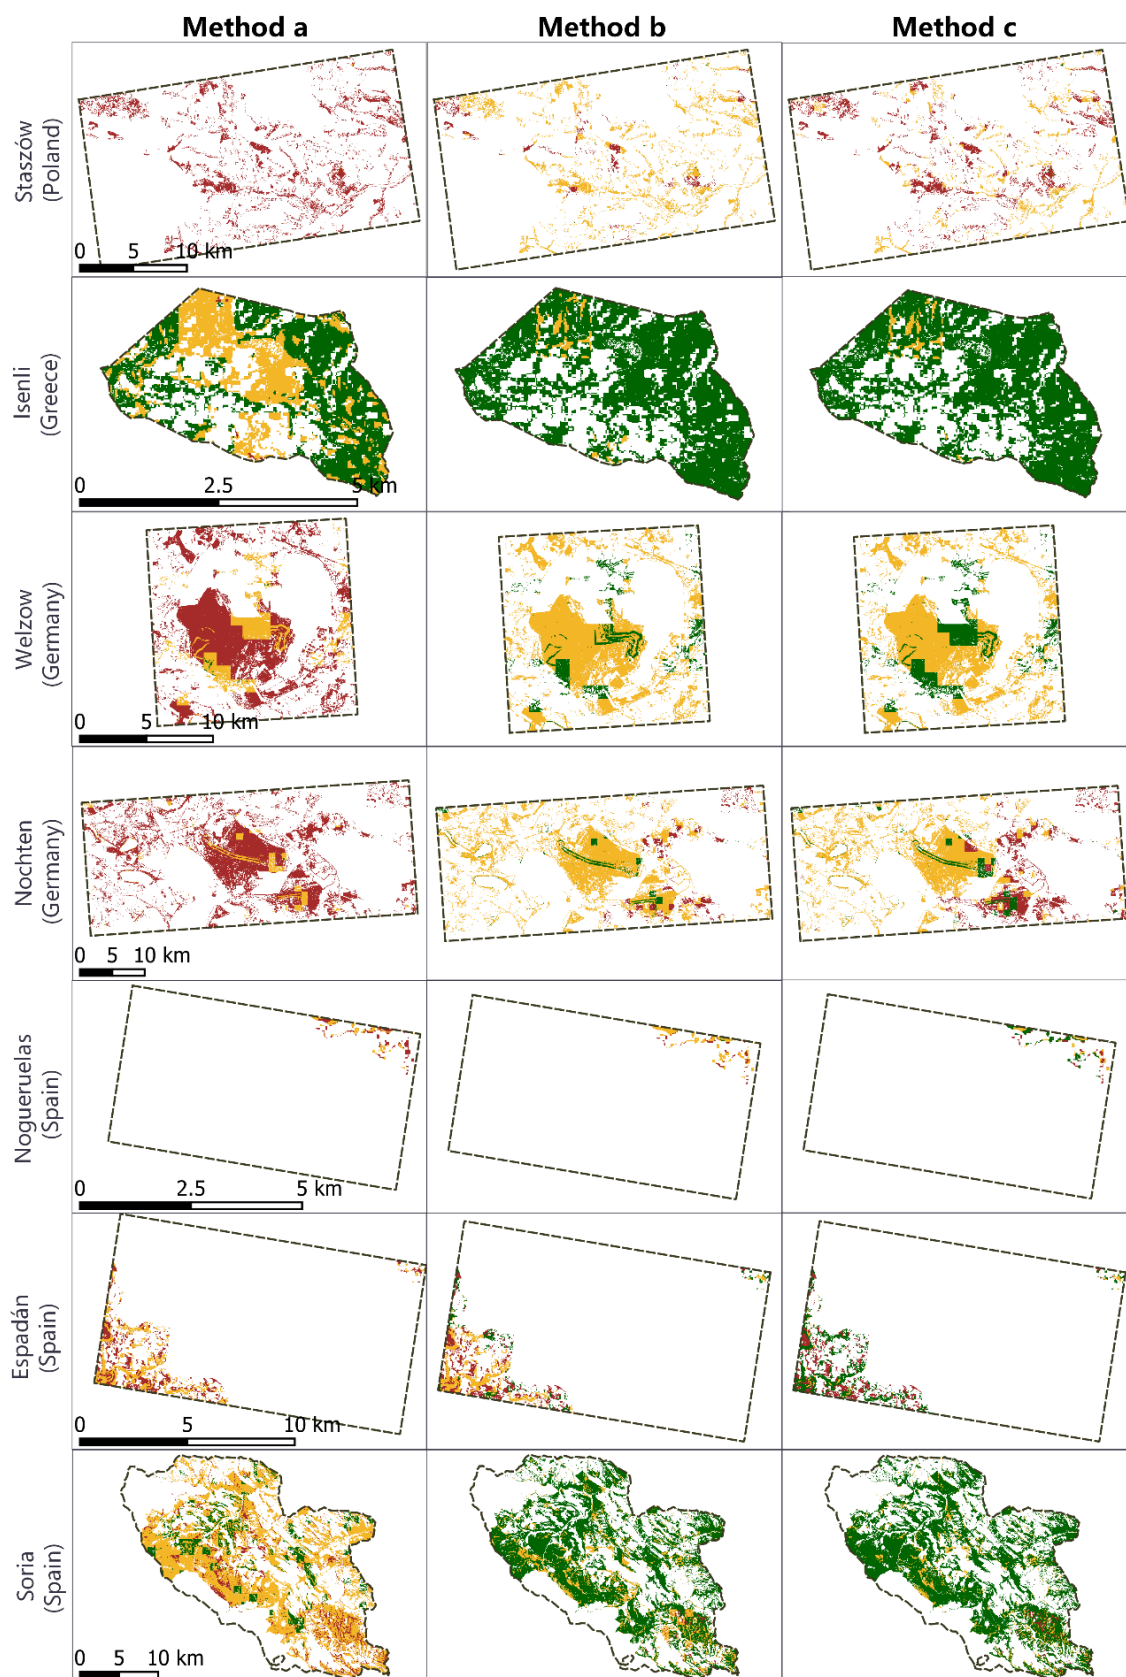 Method a Method b Method c
Staszów
(Poland)
0 5 10 km
Isenli
(Greece)
0 2.5 5 km
Welzow
(Germany)
0 5 10 km
Nochten
(Germany)
0 5 10 km
Nogueruelas
(Spain)
0 2.5 5 km
Espadán
(Spain)
0 5 10 km
Soria
(Spain)
0 5 10 km